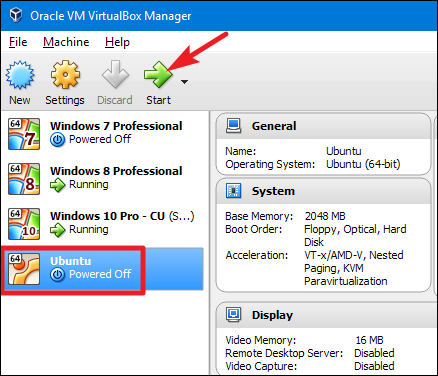 Oracle VM VirtualBox Manager
File Machine Help
New Settings Discard Start
64 Windows 7 Professional
7 Powered Off
64 Windows 8 Professional
8 Running
64 Windows 10 Pro - CU (S...)
10 Running
64 Ubuntu
Powered Off
General
Name: Ubuntu
Operating System: Ubuntu (64-bit)
System
Base Memory: 2048 MB
Boot Order: Floppy, Optical, Hard
Disk
Acceleration: VT-x/AMD-V, Nested
Paging, KVM
Paravirtualization
Display
Video Memory: 16 MB
Remote Desktop Server: Disabled
Video Capture: Disabled